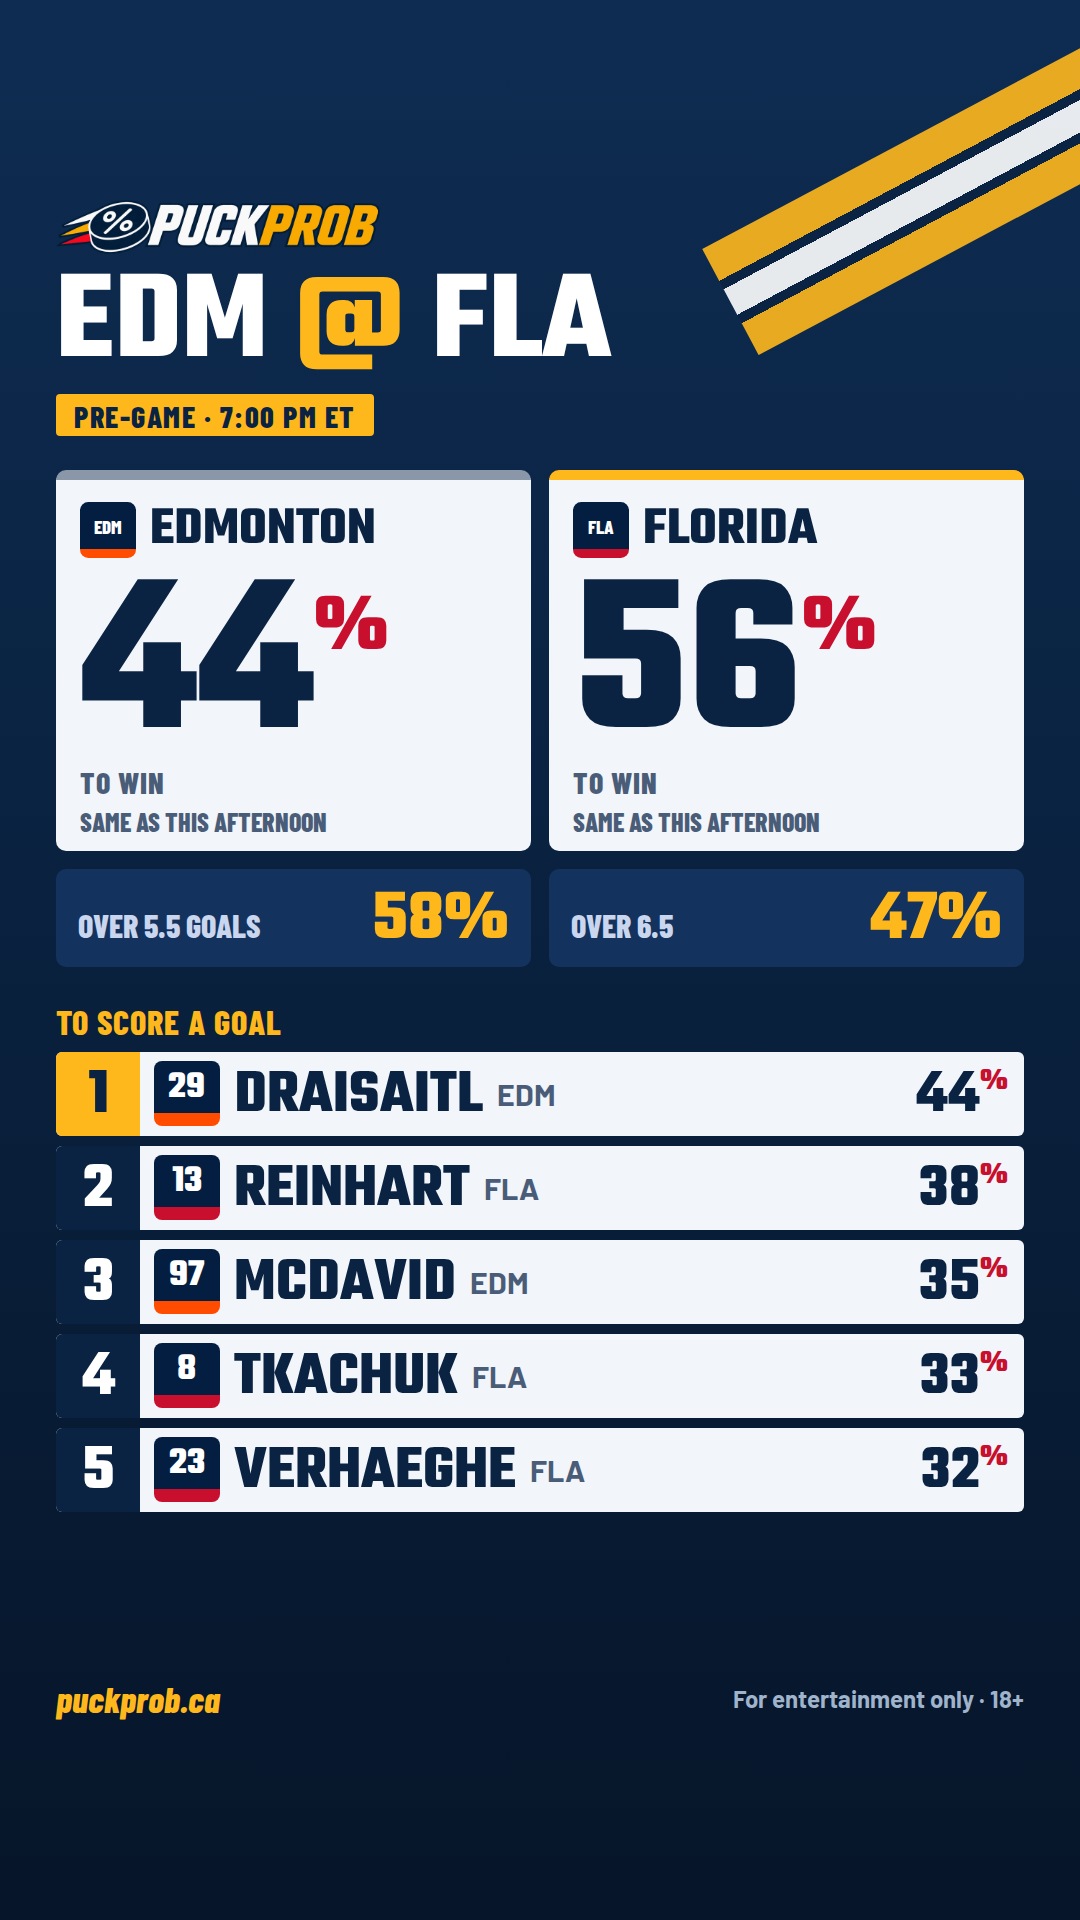 % PUCKPROB
EDM @ FLA
PRE-GAME · 7:00 PM ET
EDM EDMONTON
44%
TO WIN
SAME AS THIS AFTERNOON
FLA FLORIDA
56%
TO WIN
SAME AS THIS AFTERNOON
OVER 5.5 GOALS 58%
OVER 6.5 47%
TO SCORE A GOAL
1 29 DRAISAITL EDM 44%
2 13 REINHART FLA 38%
3 97 MCDAVID EDM 35%
4 8 TKACHUK FLA 33%
5 23 VERHAEGHE FLA 32%
puckprob.ca
For entertainment only · 18+